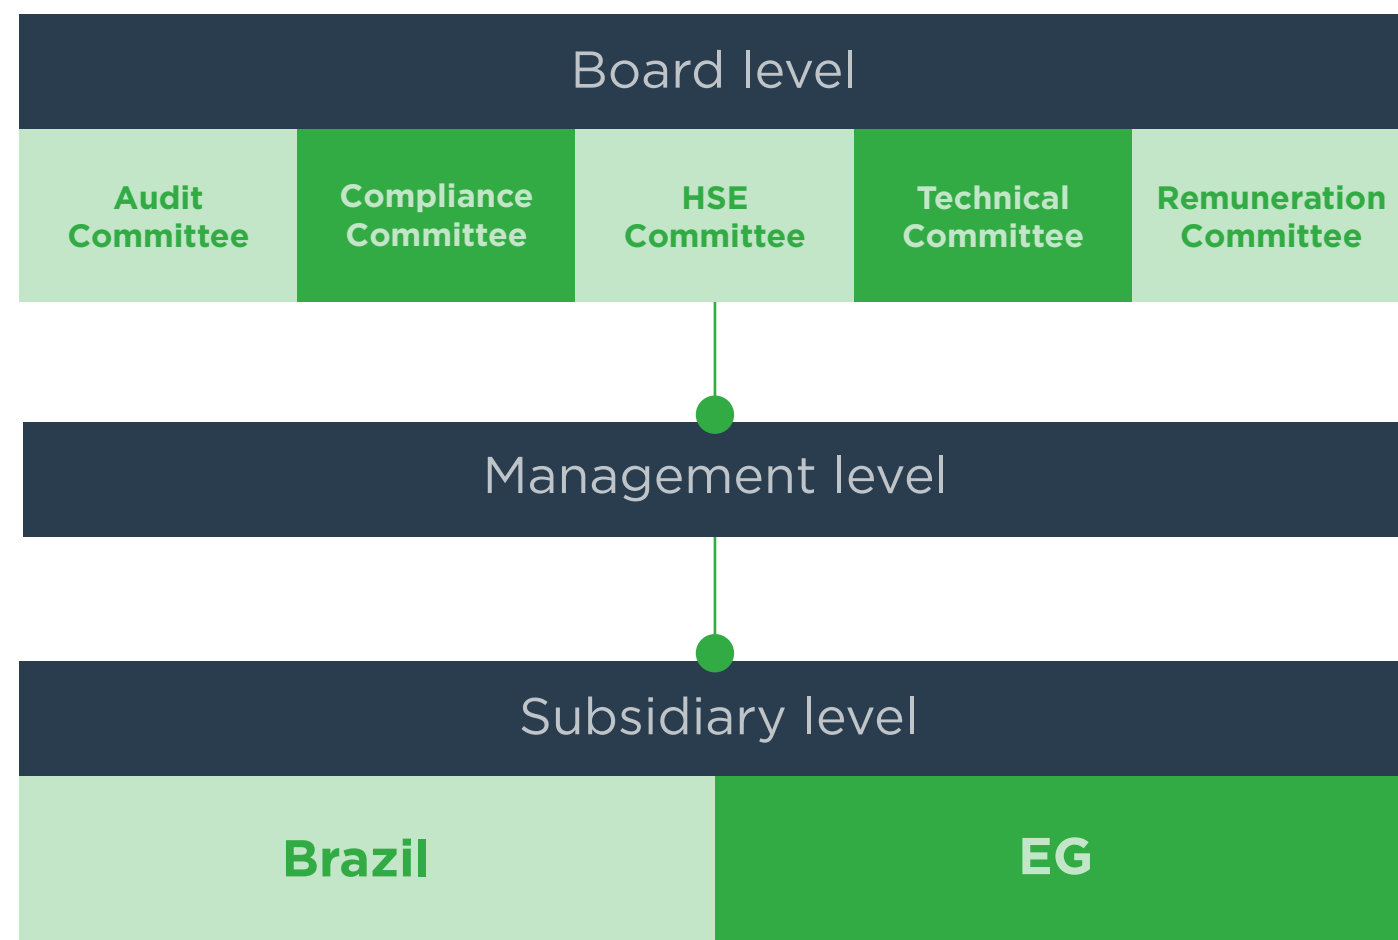 Board level
Audit
Committee
Compliance
Committee
HSE
Committee
Technical
Committee
Remuneration
Committee
Management level
Subsidiary level
Brazil
EG